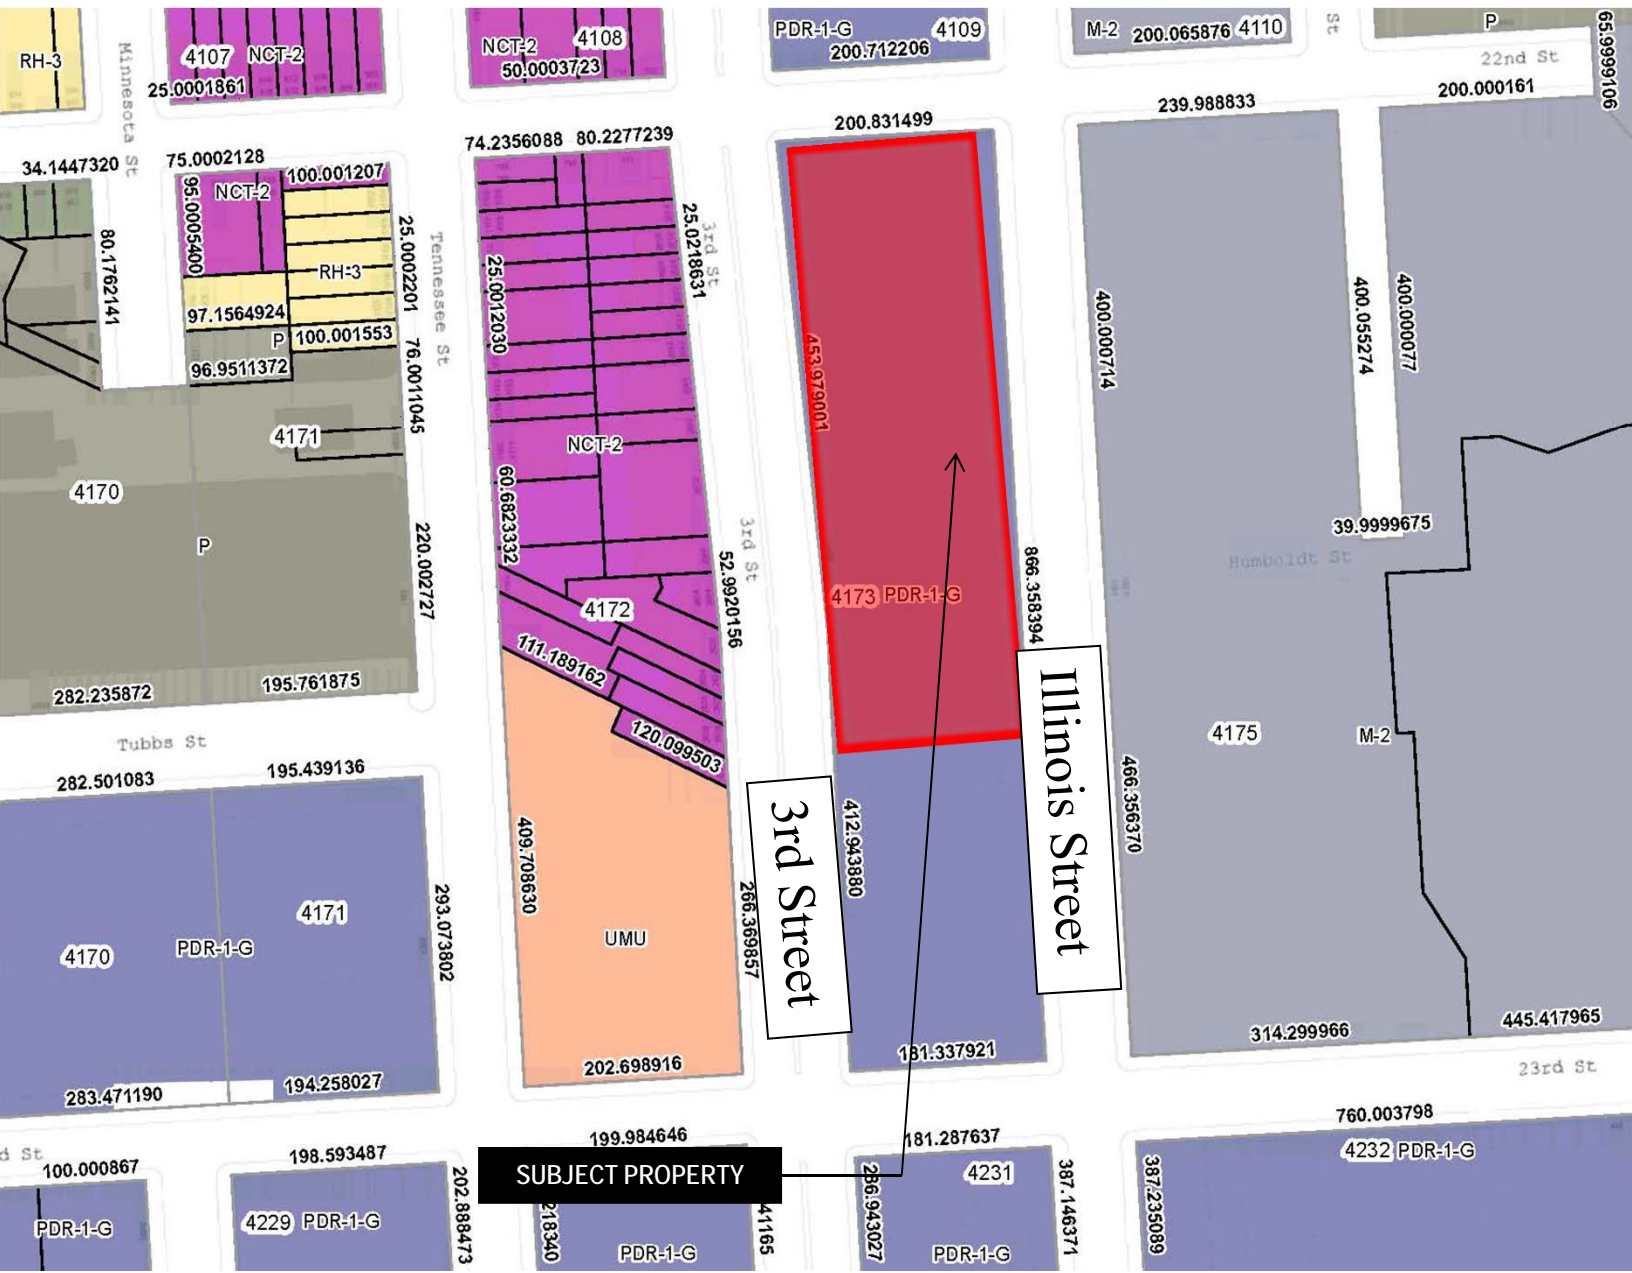 RH-3
4107 NCT-2
25.0001861
NCT-2 4108
50.0003723
PDR-1-G 4109
200.712206
M-2 200.065876 4110
St
P
22nd St
65.9999106
200.000161
Minnesota St
34.1447320
75.0002128
100.001207
NCT-2
95.0005400
74.2356088 80.2277239
200.831499
239.988833
80.1762141
RH-3
97.1564924
P 100.001553
96.9511372
25.0002201
Tennessee St
76.0011045
25.0012030
25.0218631
3rd St
453.979001
400.000714
400.055274
400.000077
4171
4170
P
NCT-2
60.6823332
220.002727
3rd St
52.9920156
4172
111.189162
120.099503
4173 PDR-1-G
866.358394
39.9999675
Humboldt St
282.235872
195.761875
Tubbs St
282.501083
195.439136
4175
M-2
Illinois Street
3rd Street
466.356370
412.943880
409.708630
266.369857
293.073802
4171
4170
PDR-1-G
UMU
283.471190
194.258027
202.698916
181.337921
314.299966
445.417965
23rd St
d St
100.000867
198.593487
199.984646
181.287637
760.003798
SUBJECT PROPERTY
PDR-1-G
4229 PDR-1-G
202.888473
218340
PDR-1-G
41165
286.943027
4231
PDR-1-G
387.146371
387.235089
4232 PDR-1-G